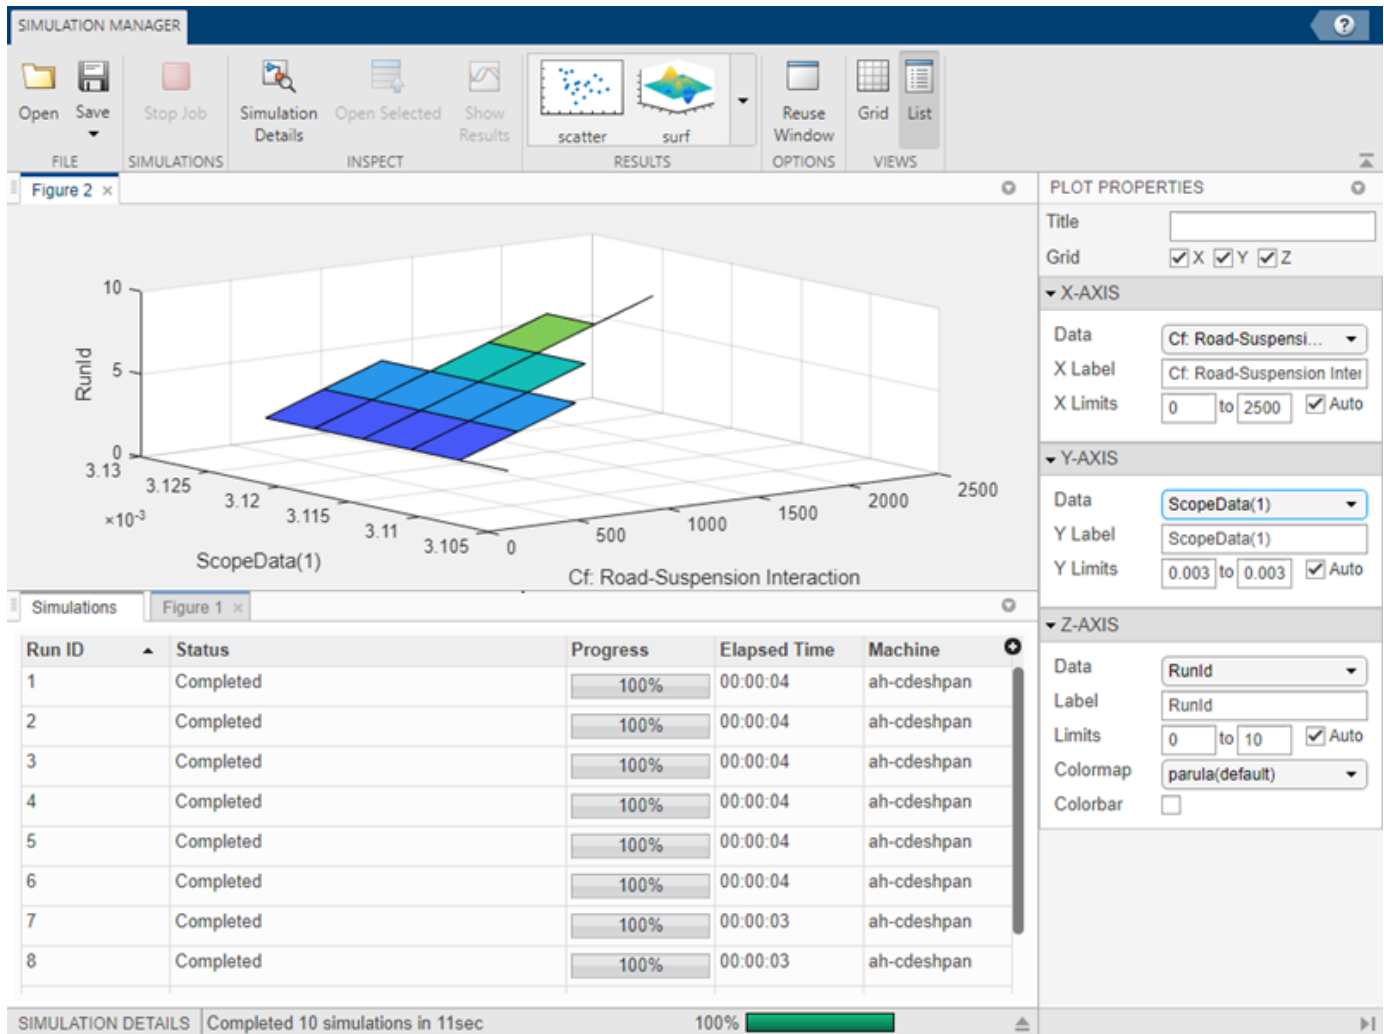 SIMULATION MANAGER
?
Open Save Stop Job Simulation Details Open Selected Show Results scatter surf Reuse Window Grid List
FILE SIMULATIONS INSPECT RESULTS OPTIONS VIEWS
Figure 2 ×
10
5
0
RunId
3.13
3.125
3.12
3.115
3.11
3.105
×10-3
ScopeData(1)
0
500
1000
1500
2000
2500
Cf: Road-Suspension Interaction
PLOT PROPERTIES
Title
Grid X Y Z
X-AXIS
Data Cf: Road-Suspensi...
X Label Cf: Road-Suspension Inter
X Limits 0 to 2500 Auto
Y-AXIS
Data ScopeData(1)
Y Label ScopeData(1)
Y Limits 0.003 to 0.003 Auto
Z-AXIS
Data RunId
Label RunId
Limits 0 to 10 Auto
Colormap parula(default)
Colorbar
Simulations Figure 1 ×
Run ID Status Progress Elapsed Time Machine
1 Completed 100% 00:00:04 ah-cdeshpan
2 Completed 100% 00:00:04 ah-cdeshpan
3 Completed 100% 00:00:04 ah-cdeshpan
4 Completed 100% 00:00:04 ah-cdeshpan
5 Completed 100% 00:00:04 ah-cdeshpan
6 Completed 100% 00:00:04 ah-cdeshpan
7 Completed 100% 00:00:03 ah-cdeshpan
8 Completed 100% 00:00:03 ah-cdeshpan
SIMULATION DETAILS Completed 10 simulations in 11sec 100%